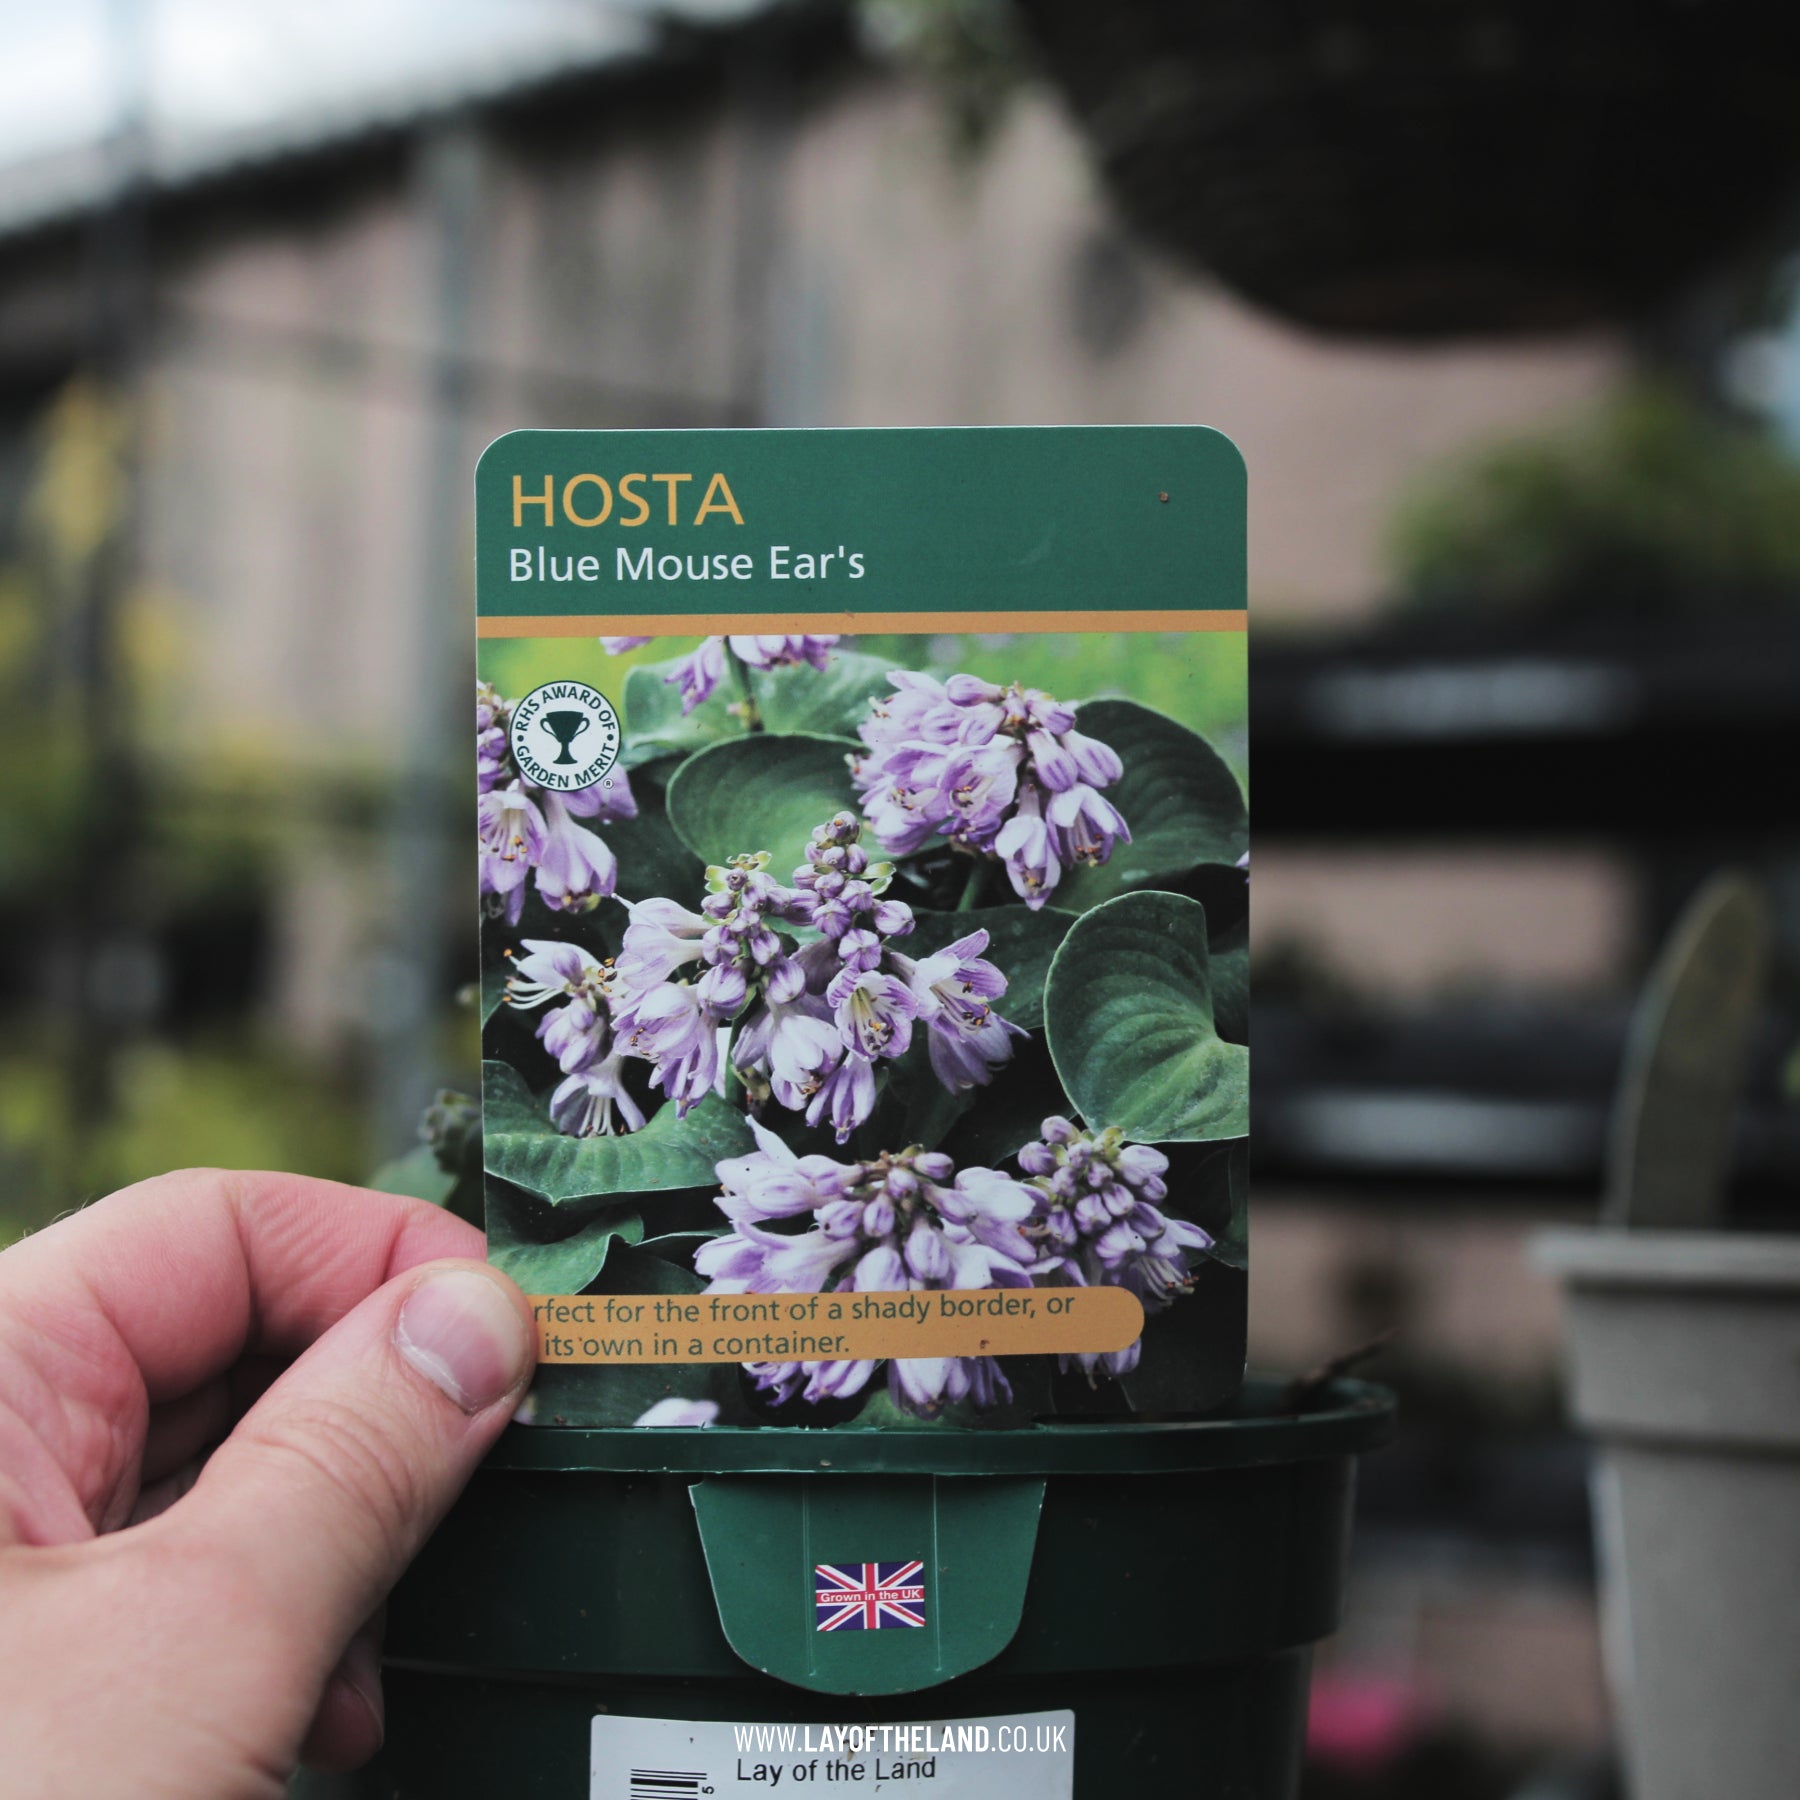 HOSTA
Blue Mouse Ear's
RHS AWARD OF
GARDEN MERIT
®
rfect for the front of a shady border, or
its own in a container.
Grown in the UK
WWW.LAYOFTHELAND.CO.UK
Lay of the Land
5